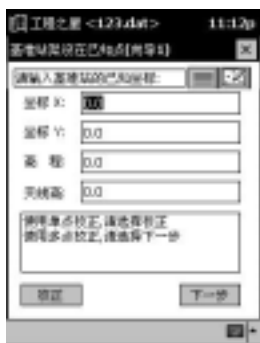 工程之星 <123.dat> 11:12p
基准站架设在已知点[向导1]
请输入基准站的已知坐标:
坐标 X: 0.0
坐标 Y: 0.0
高 程: 0.0
天线高: 0.0
使用单点校正,请选择校正
使用多点校正,请选择下一步
校正 下一步